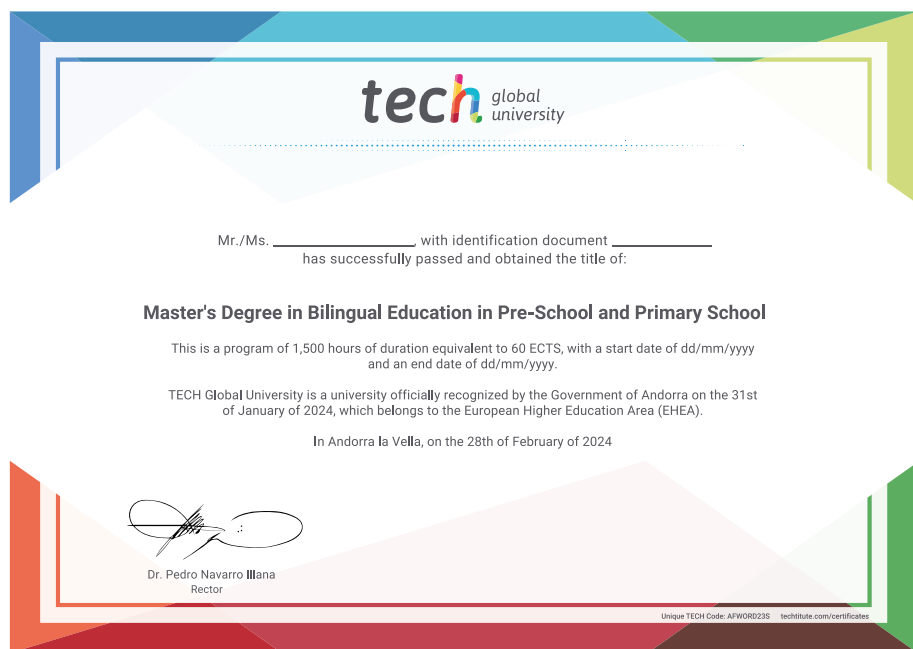 tech global
university
Mr./Ms. ____________, with identification document ____________
has successfully passed and obtained the title of:
Master's Degree in Bilingual Education in Pre-School and Primary School
This is a program of 1,500 hours of duration equivalent to 60 ECTS, with a start date of dd/mm/yyyy
and an end date of dd/mm/yyyy.
TECH Global University is a university officially recognized by the Government of Andorra on the 31st
of January of 2024, which belongs to the European Higher Education Area (EHEA).
In Andorra la Vella, on the 28th of February of 2024
Dr. Pedro Navarro Illana
Rector
Unique TECH Code: AFWORD23S techtitute.com/certificates